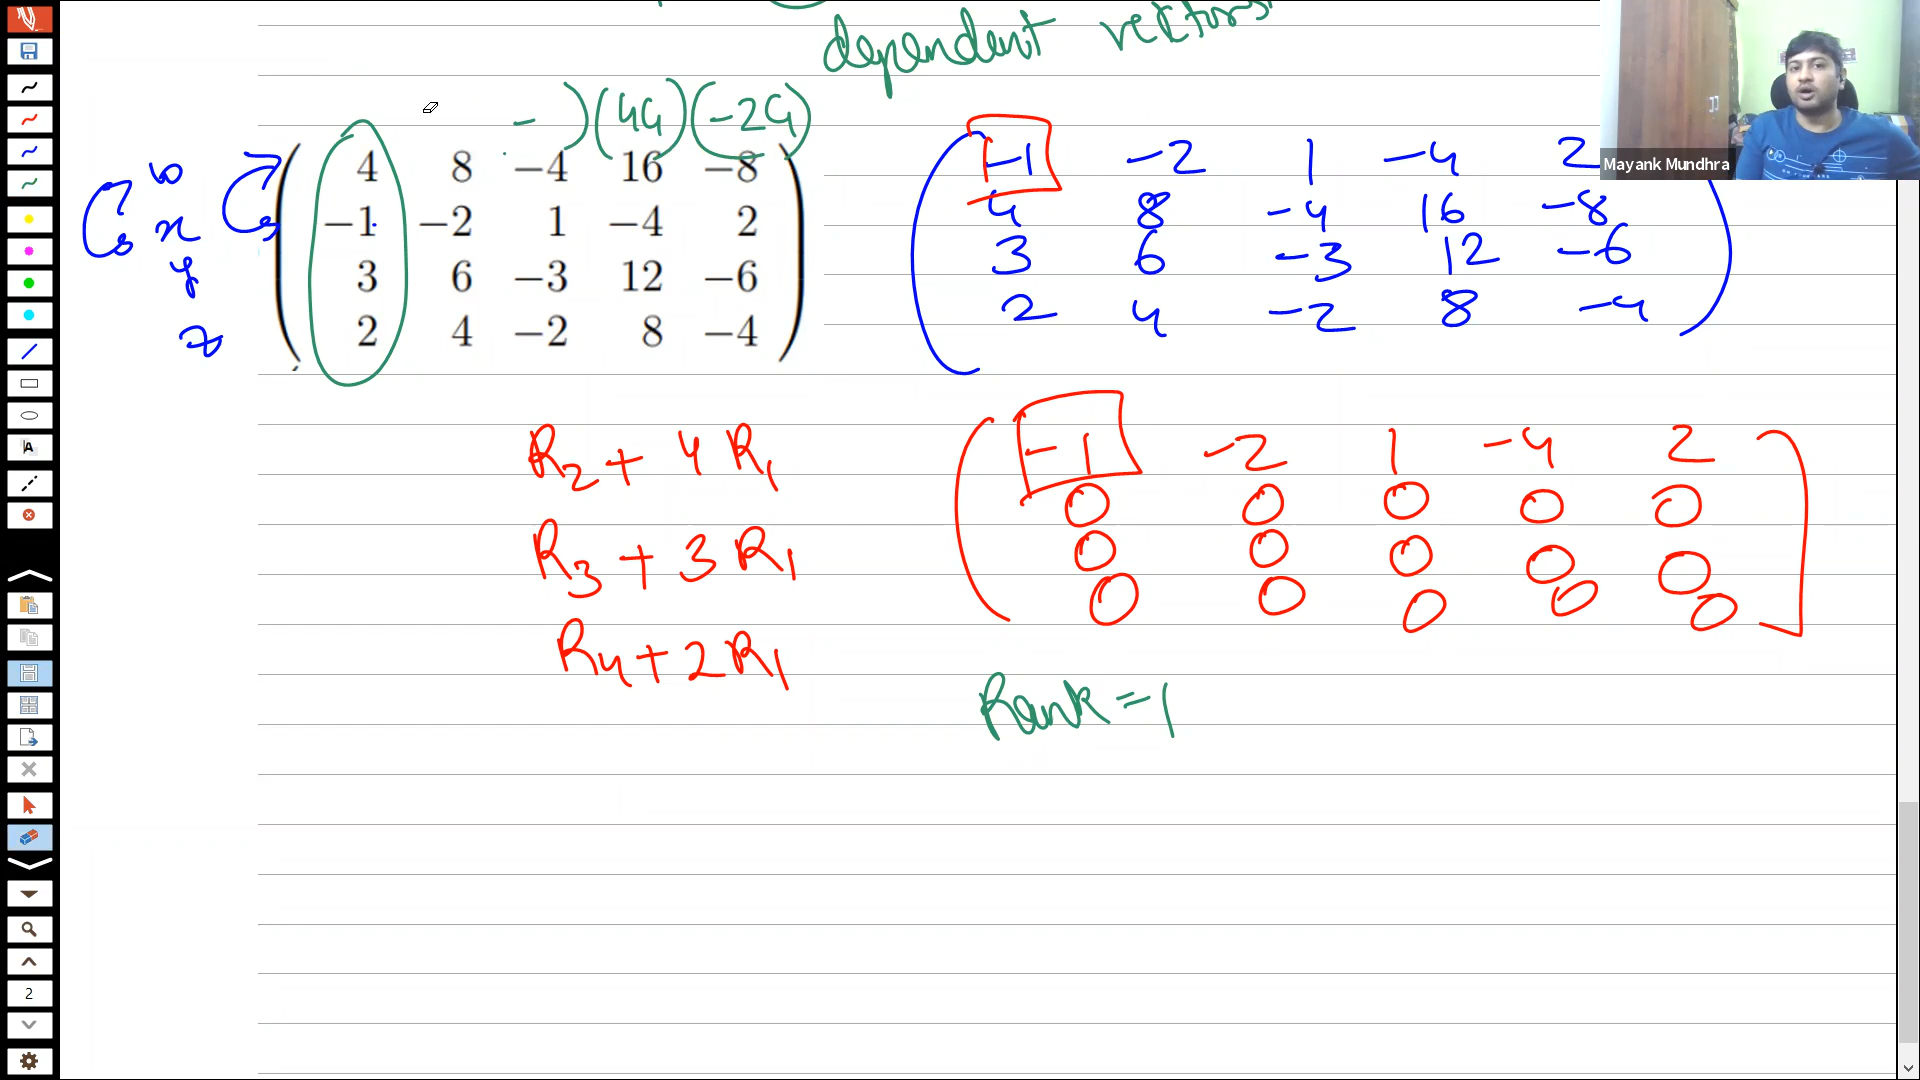 dependent vectors
- ) (4C₁) (-2C₁)
w
x
y
z
4 8 −4 16 −8
−1 −2 1 −4 2
3 6 −3 12 −6
2 4 −2 8 −4
-1 -2 1 -4 2
4 8 -4 16 -8
3 6 -3 12 -6
2 4 -2 8 -4
Mayank Mundhra
R₂ + 4 R₁
R₃ + 3 R₁
R₄ + 2 R₁
-1 -2 1 -4 2
0 0 0 0 0
0 0 0 0 0
0 0 0 0 0
Rank = 1
A
2